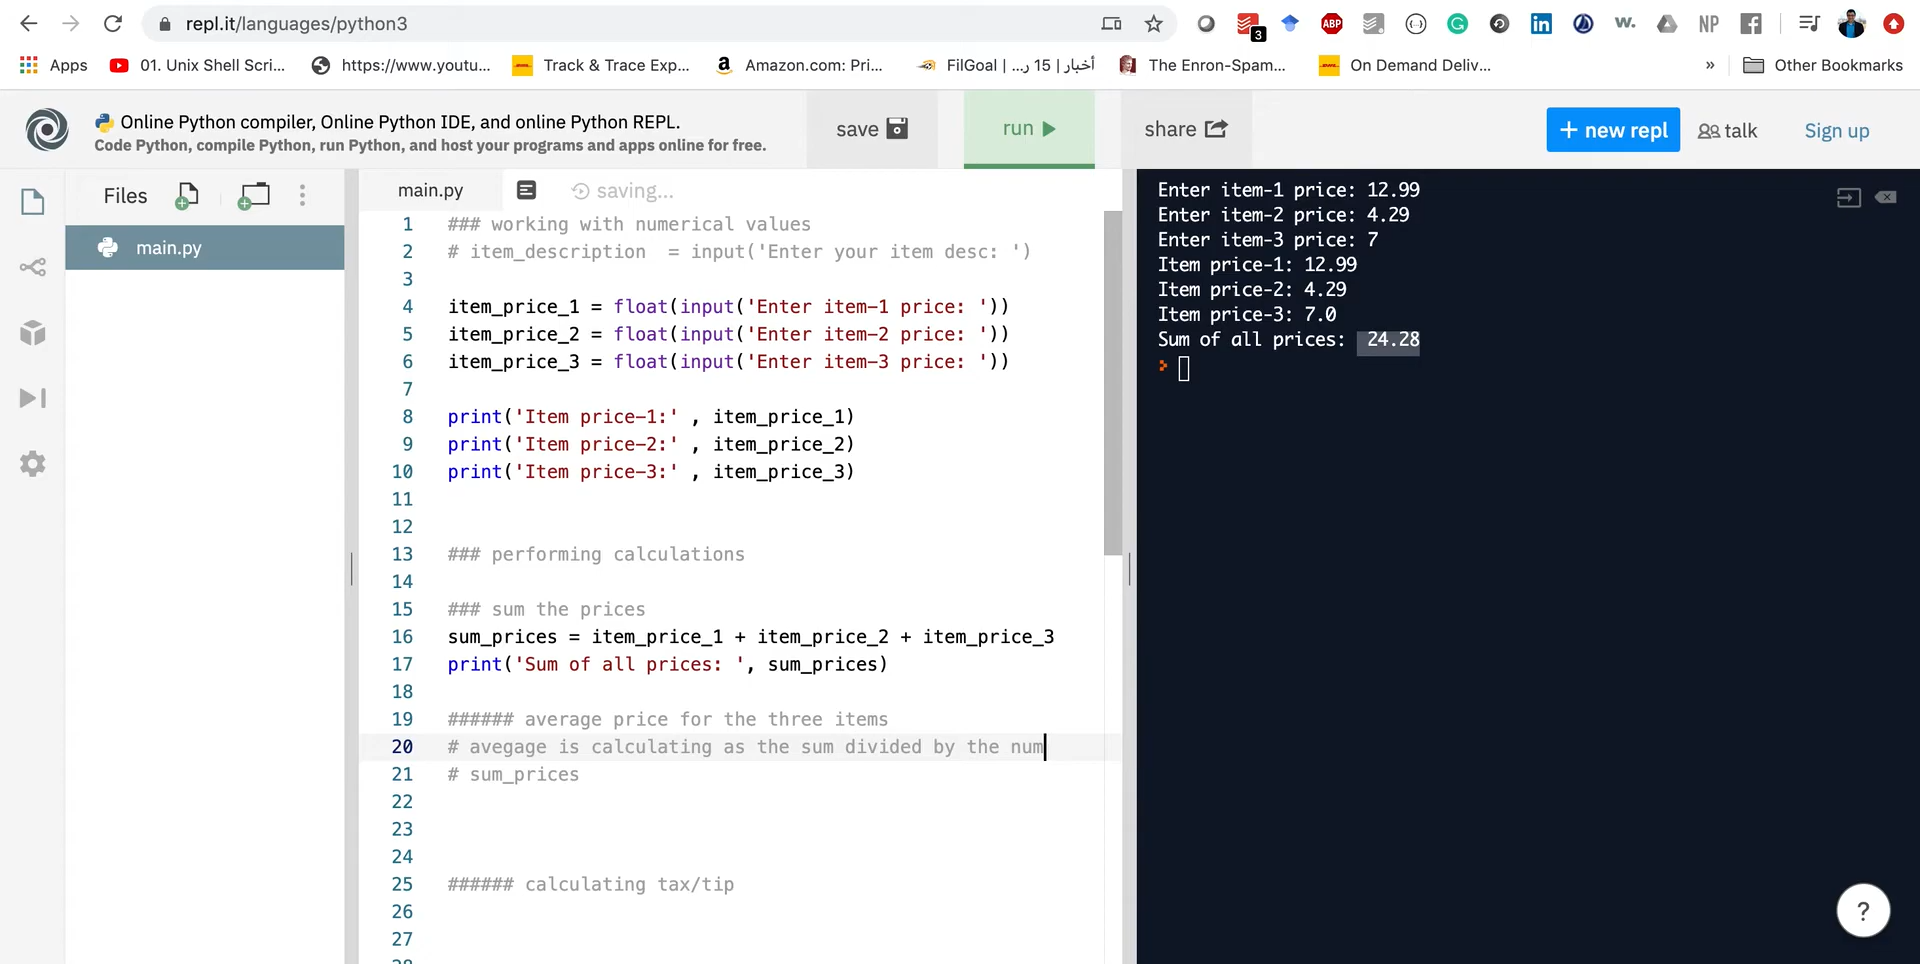 repl.it/languages/python3
3
ABP
w.
NP
Apps
01. Unix Shell Scri...
https://www.youtu...
Track & Trace Exp...
Amazon.com: Pri...
FilGoal | أخبار | 15 ر...
The Enron-Spam...
On Demand Deliv...
»
Other Bookmarks
Online Python compiler, Online Python IDE, and online Python REPL.
Code Python, compile Python, run Python, and host your programs and apps online for free.
save
run
share
+ new repl
talk
Sign up
Files
main.py
main.py
saving...
1 ### working with numerical values
2 # item_description  = input('Enter your item desc: ')
3
4 item_price_1 = float(input('Enter item-1 price: '))
5 item_price_2 = float(input('Enter item-2 price: '))
6 item_price_3 = float(input('Enter item-3 price: '))
7
8 print('Item price-1:' , item_price_1)
9 print('Item price-2:' , item_price_2)
10 print('Item price-3:' , item_price_3)
11
12
13 ### performing calculations
14
15 ### sum the prices
16 sum_prices = item_price_1 + item_price_2 + item_price_3
17 print('Sum of all prices: ', sum_prices)
18
19 ###### average price for the three items
20 # avegage is calculating as the sum divided by the num
21 # sum_prices
22
23
24
25 ###### calculating tax/tip
26
27
28
Enter item-1 price: 12.99
Enter item-2 price: 4.29
Enter item-3 price: 7
Item price-1: 12.99
Item price-2: 4.29
Item price-3: 7.0
Sum of all prices:  24.28
?